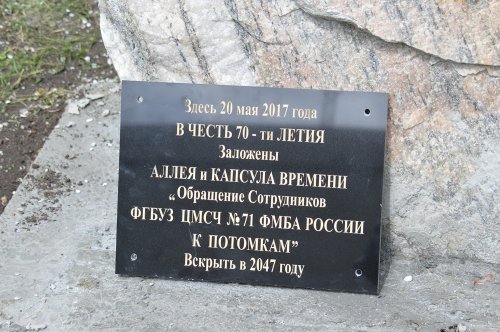 Здесь 20 мая 2017 года
В ЧЕСТЬ 70 - ти ЛЕТИЯ
Заложены
АЛЛЕЯ и КАПСУЛА ВРЕМЕНИ
„Обращение Сотрудников
ФГБУЗ ЦМСЧ №71 ФМБА РОССИИ
К ПОТОМКАМ”
Вскрыть в 2047 году